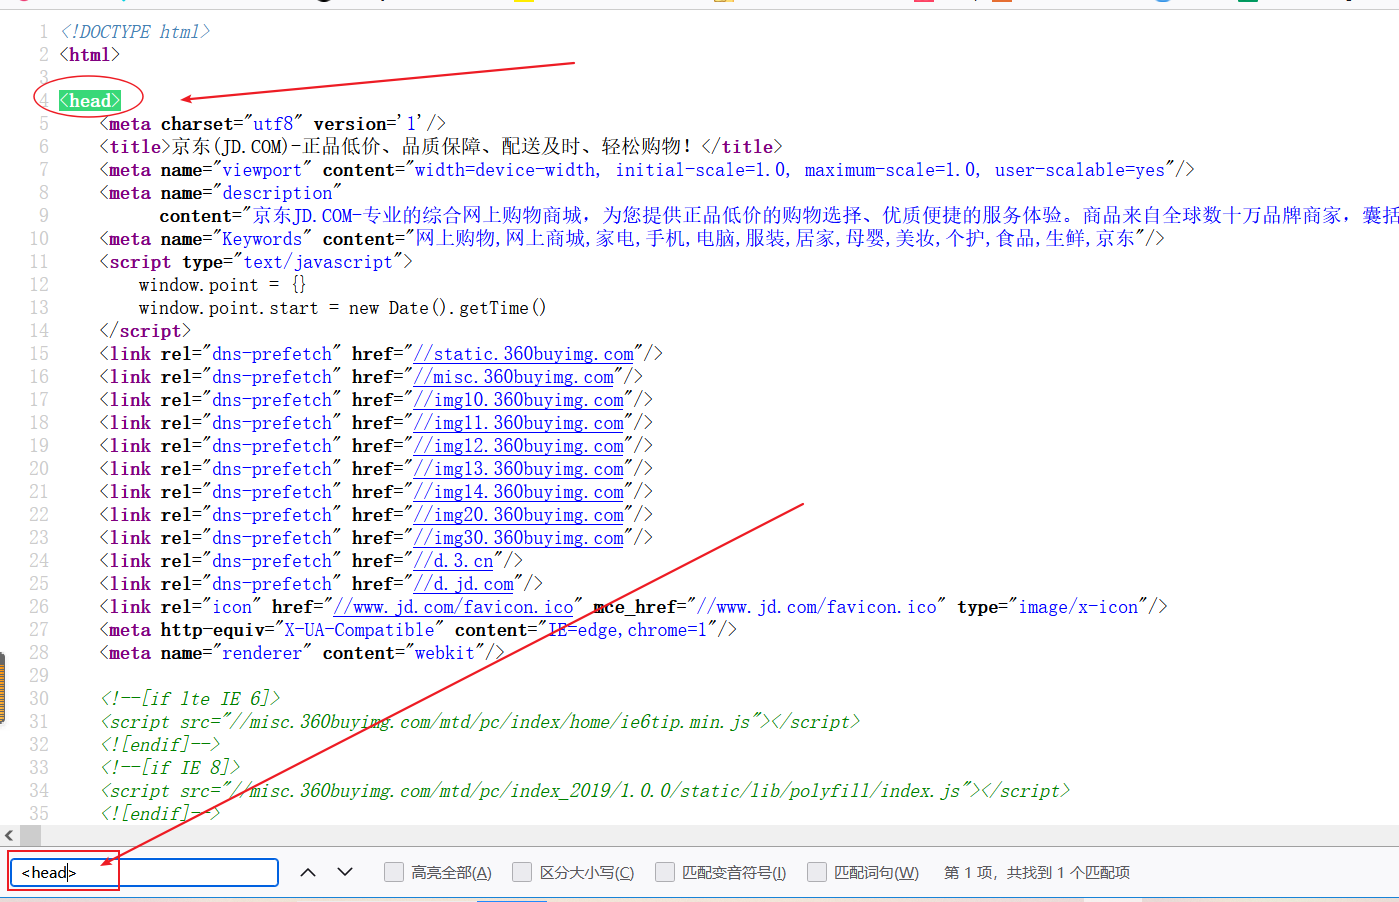 1 <!DOCTYPE html>
2 <html>
3
4 <head>
5 <meta charset="utf8" version='1'/>
6 <title>京东(JD.COM)-正品低价、品质保障、配送及时、轻松购物！</title>
7 <meta name="viewport" content="width=device-width, initial-scale=1.0, maximum-scale=1.0, user-scalable=yes"/>
8 <meta name="description"
9 content="京东JD.COM-专业的综合网上购物商城，为您提供正品低价的购物选择、优质便捷的服务体验。商品来自全球数十万品牌商家，囊括
10 <meta name="Keywords" content="网上购物,网上商城,家电,手机,电脑,服装,居家,母婴,美妆,个护,食品,生鲜,京东"/>
11 <script type="text/javascript">
12 window.point = {}
13 window.point.start = new Date().getTime()
14 </script>
15 <link rel="dns-prefetch" href="//static.360buyimg.com"/>
16 <link rel="dns-prefetch" href="//misc.360buyimg.com"/>
17 <link rel="dns-prefetch" href="//img10.360buyimg.com"/>
18 <link rel="dns-prefetch" href="//img11.360buyimg.com"/>
19 <link rel="dns-prefetch" href="//img12.360buyimg.com"/>
20 <link rel="dns-prefetch" href="//img13.360buyimg.com"/>
21 <link rel="dns-prefetch" href="//img14.360buyimg.com"/>
22 <link rel="dns-prefetch" href="//img20.360buyimg.com"/>
23 <link rel="dns-prefetch" href="//img30.360buyimg.com"/>
24 <link rel="dns-prefetch" href="//d.3.cn"/>
25 <link rel="dns-prefetch" href="//d.jd.com"/>
26 <link rel="icon" href="//www.jd.com/favicon.ico" mce_href="//www.jd.com/favicon.ico" type="image/x-icon"/>
27 <meta http-equiv="X-UA-Compatible" content="IE=edge,chrome=1"/>
28 <meta name="renderer" content="webkit"/>
29
30 <!--[if lte IE 6]>
31 <script src="//misc.360buyimg.com/mtd/pc/index/home/ie6tip.min.js"></script>
32 <![endif]-->
33 <!--[if IE 8]>
34 <script src="//misc.360buyimg.com/mtd/pc/index_2019/1.0.0/static/lib/polyfill/index.js"></script>
35 <![endif]-->
<head> 高亮全部(A) 区分大小写(C) 匹配变音符号(I) 匹配词句(W) 第 1 项，共找到 1 个匹配项